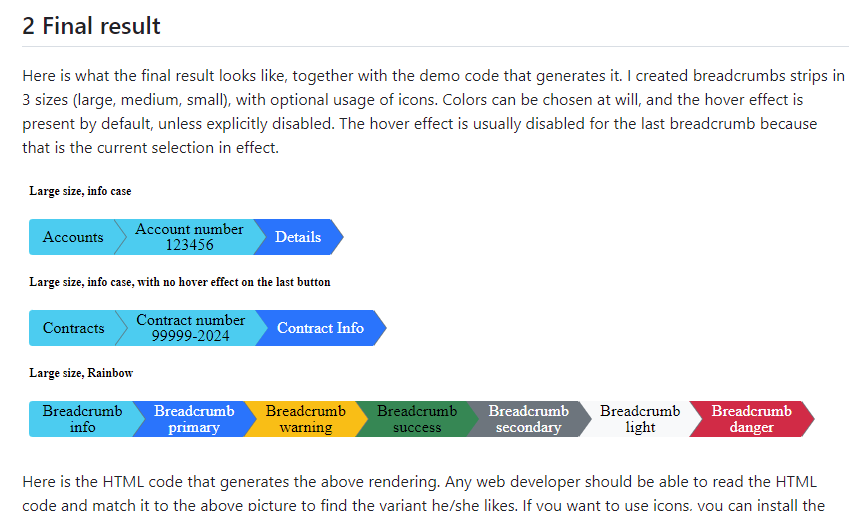 2 Final result
Here is what the final result looks like, together with the demo code that generates it. I created breadcrumbs strips in
3 sizes (large, medium, small), with optional usage of icons. Colors can be chosen at will, and the hover effect is
present by default, unless explicitly disabled. The hover effect is usually disabled for the last breadcrumb because
that is the current selection in effect.
Large size, info case
Accounts
Account number
123456
Details
Large size, info case, with no hover effect on the last button
Contracts
Contract number
99999-2024
Contract Info
Large size, Rainbow
Breadcrumb
info
Breadcrumb
primary
Breadcrumb
warning
Breadcrumb
success
Breadcrumb
secondary
Breadcrumb
light
Breadcrumb
danger
Here is the HTML code that generates the above rendering. Any web developer should be able to read the HTML
code and match it to the above picture to find the variant he/she likes. If you want to use icons, you can install the